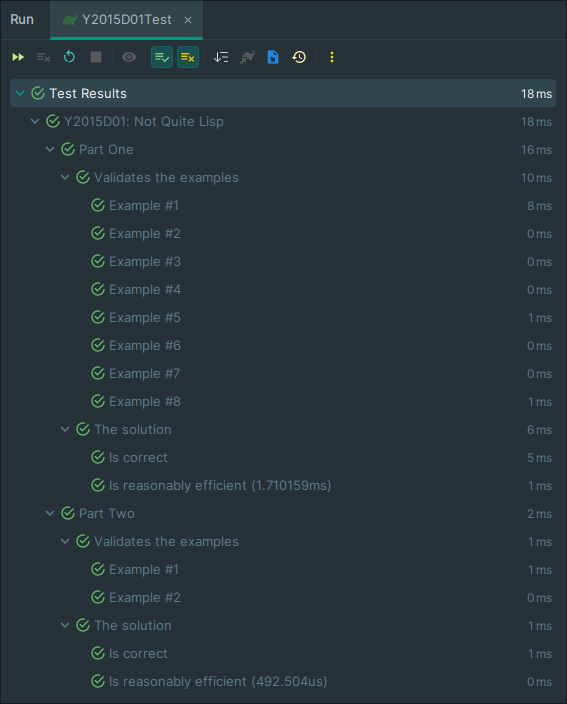 Run Y2015D01Test
Test Results 18 ms
Y2015D01: Not Quite Lisp 18 ms
Part One 16 ms
Validates the examples 10 ms
Example #1 8 ms
Example #2 0 ms
Example #3 0 ms
Example #4 0 ms
Example #5 1 ms
Example #6 0 ms
Example #7 0 ms
Example #8 1 ms
The solution 6 ms
Is correct 5 ms
Is reasonably efficient (1.710159ms) 1 ms
Part Two 2 ms
Validates the examples 1 ms
Example #1 1 ms
Example #2 0 ms
The solution 1 ms
Is correct 1 ms
Is reasonably efficient (492.504us) 0 ms